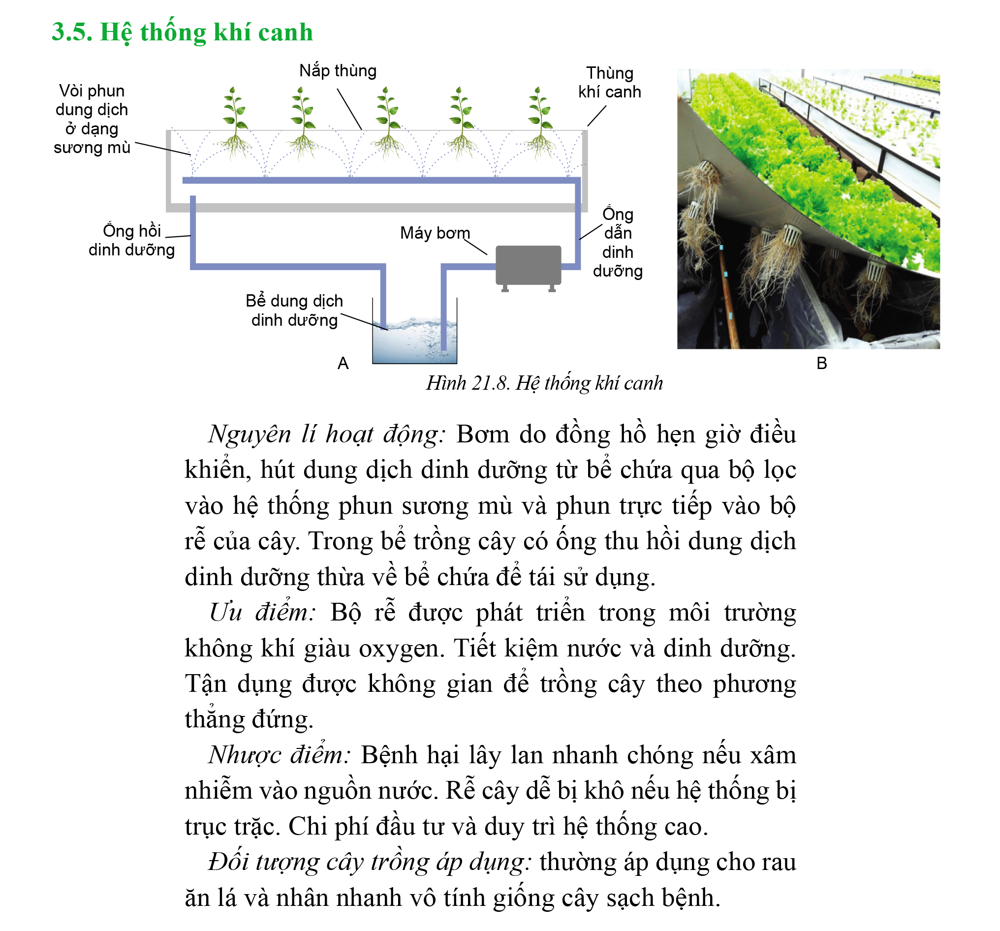 3.5. Hệ thống khí canh
Nắp thùng
Thùng
khí canh
Vòi phun
dung dịch
ở dạng
sương mù
Ống hồi
dinh dưỡng
Máy bơm
Ống
dẫn
dinh
dưỡng
Bể dung dịch
dinh dưỡng
A
B
Hình 21.8. Hệ thống khí canh
Nguyên lí hoạt động: Bơm do đồng hồ hẹn giờ điều
khiển, hút dung dịch dinh dưỡng từ bể chứa qua bộ lọc
vào hệ thống phun sương mù và phun trực tiếp vào bộ
rễ của cây. Trong bể trồng cây có ống thu hồi dung dịch
dinh dưỡng thừa về bể chứa để tái sử dụng.
Ưu điểm: Bộ rễ được phát triển trong môi trường
không khí giàu oxygen. Tiết kiệm nước và dinh dưỡng.
Tận dụng được không gian để trồng cây theo phương
thẳng đứng.
Nhược điểm: Bệnh hại lây lan nhanh chóng nếu xâm
nhiễm vào nguồn nước. Rễ cây dễ bị khô nếu hệ thống bị
trục trặc. Chi phí đầu tư và duy trì hệ thống cao.
Đối tượng cây trồng áp dụng: thường áp dụng cho rau
ăn lá và nhân nhanh vô tính giống cây sạch bệnh.